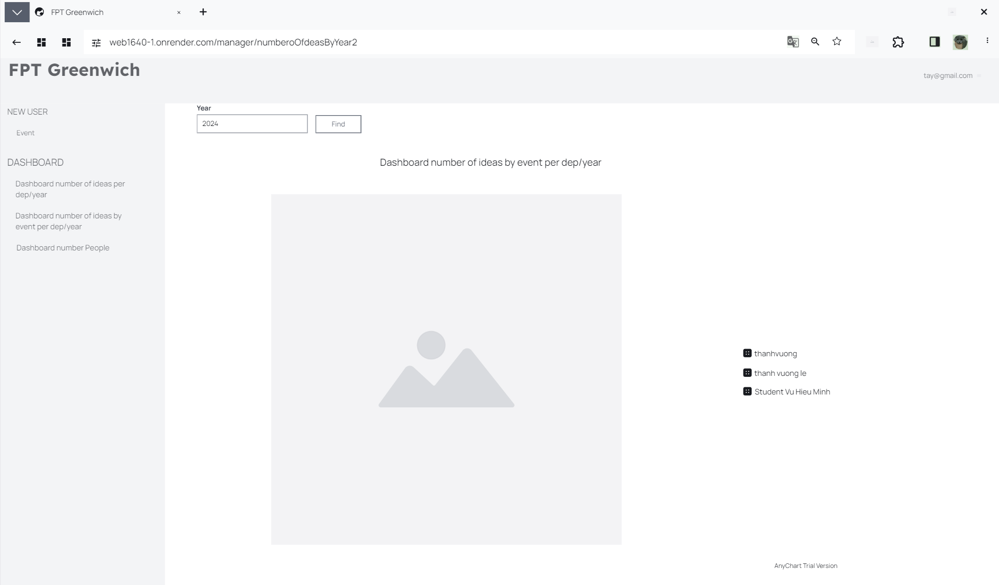 FPT Greenwich
web1640-1.onrender.com/manager/numberoOfdeasByYear2
FPT Greenwich
tay@gmail.com
NEW USER
Event
DASHBOARD
Dashboard number of ideas per
dep/year
Dashboard number of ideas by
event per dep/year
Dashboard number People
Year
2024
Find
Dashboard number of ideas by event per dep/year
thanhvuong
thanh vuong le
Student Vu Hieu Minh
AnyChart Trial Version